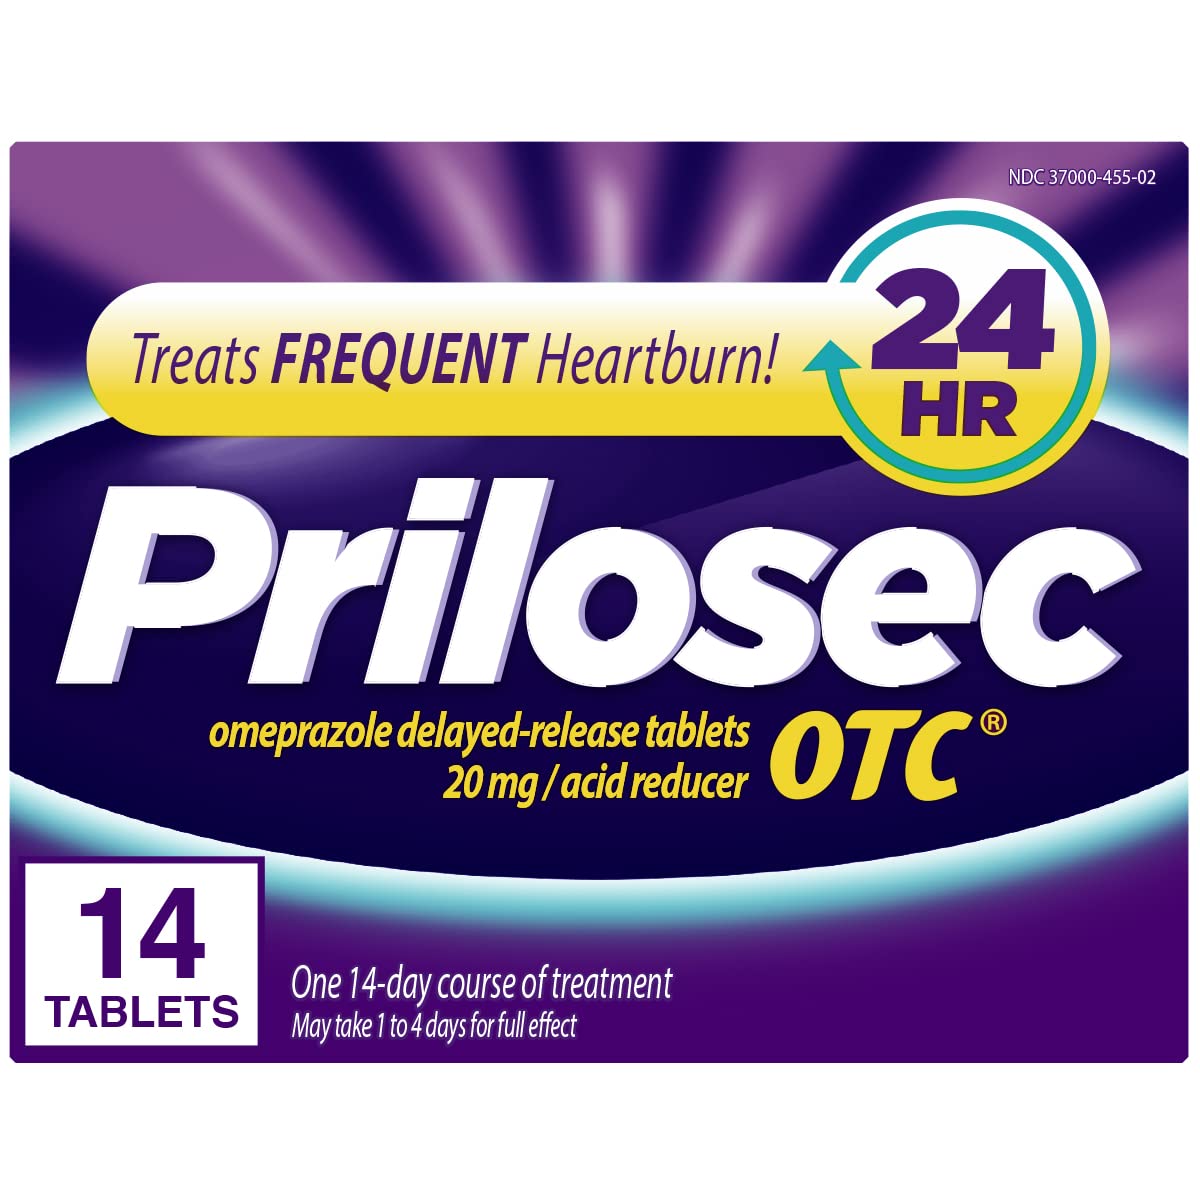 NDC 37000-455-02
Treats FREQUENT Heartburn!
24
HR
Prilosec
omeprazole delayed-release tablets
20 mg / acid reducer
OTC®
14
TABLETS
One 14-day course of treatment
May take 1 to 4 days for full effect